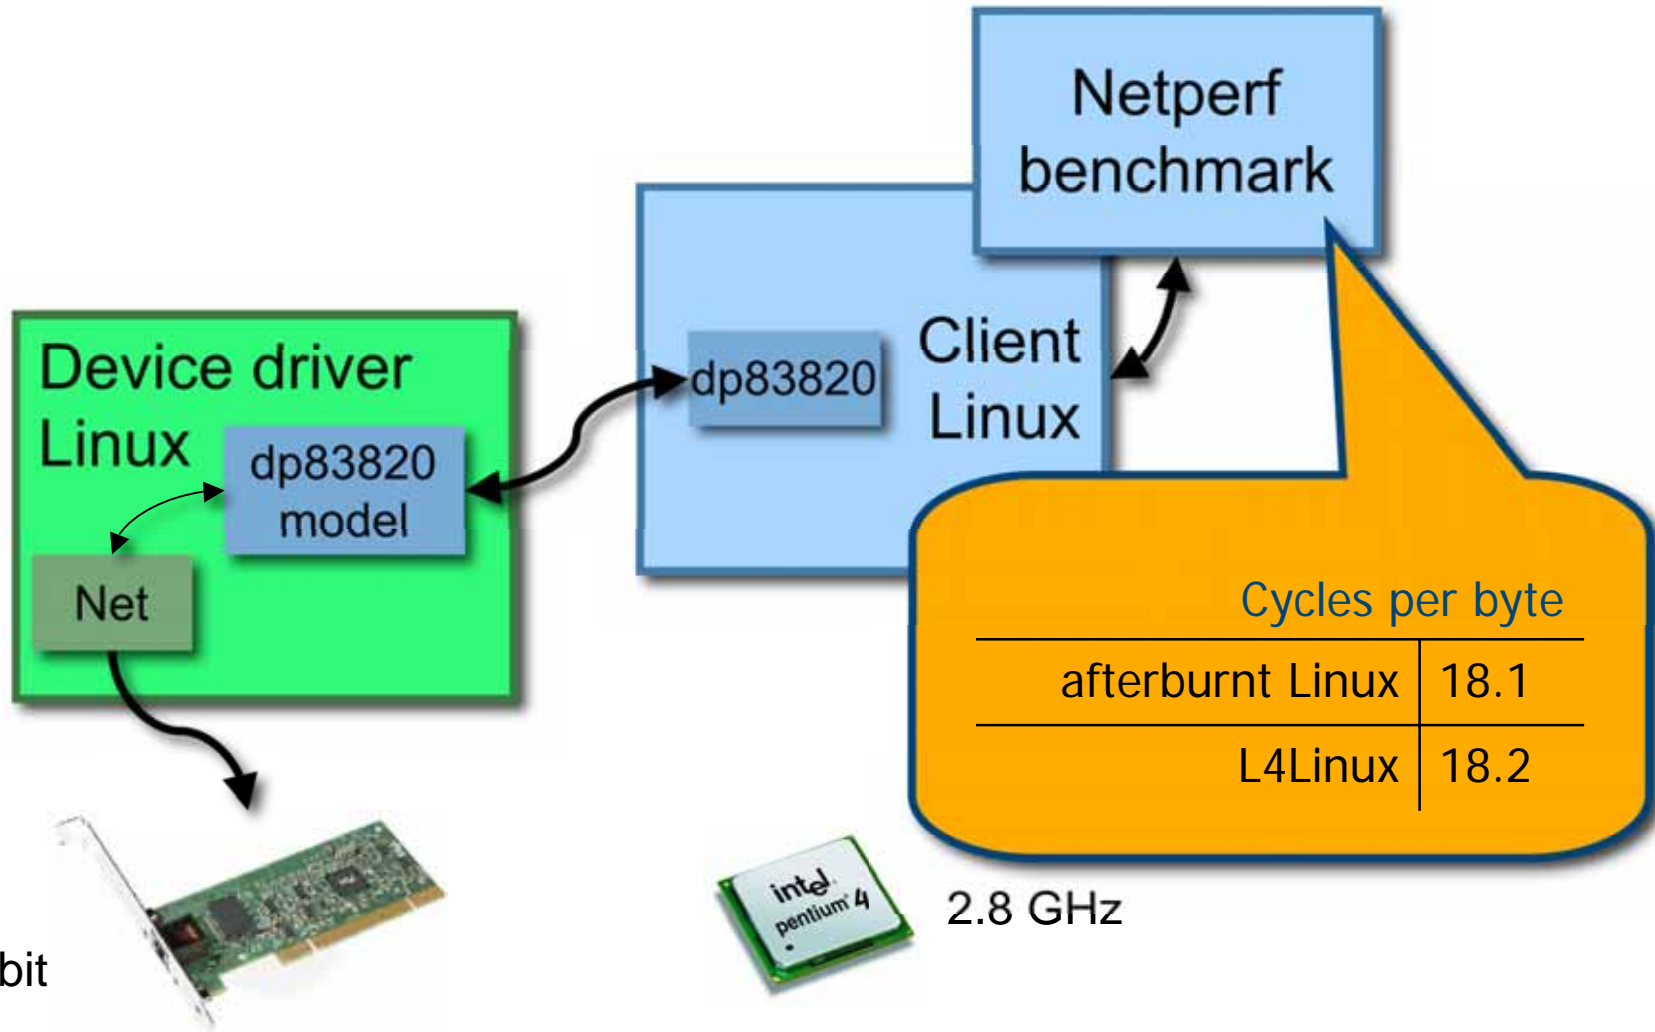 Netperf
benchmark
Client
Linux
dp83820
Device driver
Linux
dp83820
model
Net
Cycles per byte
afterburnt Linux 18.1
L4Linux 18.2
intel
pentium 4
2.8 GHz
bit